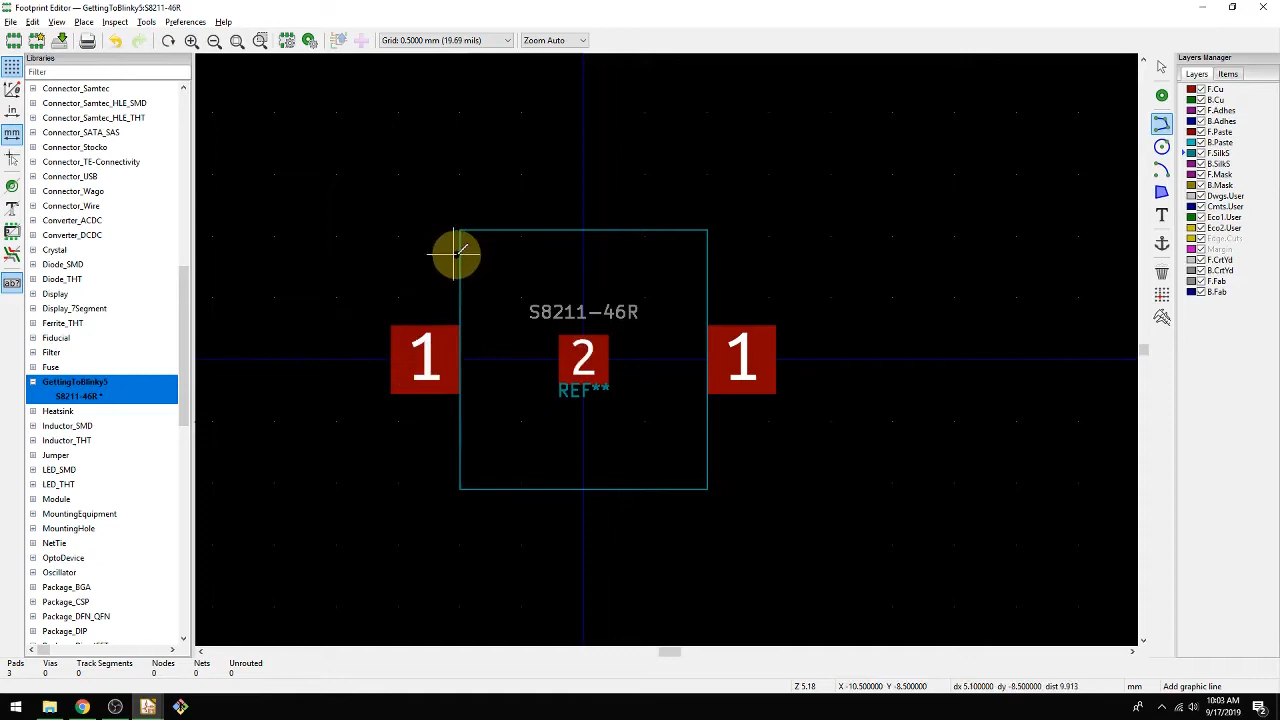 Footprint Editor — GettingToBlinky5:S8211-46R
File Edit View Place Inspect Tools Preferences Help
Grid: 0.5000 mm (19.69 mils)
Zoom Auto
Libraries
Filter
Connector_Samtec
Connector_Samtec_HLE_SMD
Connector_Samtec_HLE_THT
Connector_SATA_SAS
Connector_Stocko
Connector_TE-Connectivity
Connector_USB
Connector_Wago
Connector_Wire
Converter_ACDC
Converter_DCDC
Crystal
Diode_SMD
Diode_THT
Display
Display_7Segment
Ferrite_THT
Fiducial
Filter
Fuse
GettingToBlinky5
S8211-46R *
Heatsink
Inductor_SMD
Inductor_THT
Jumper
LED_SMD
LED_THT
Module
MountingEquipment
MountingHole
NetTie
OptoDevice
Oscillator
Package_BGA
Package_CSP
Package_DFN_QFN
Package_DIP
in
mm
ab?
S8211-46R
1
2
1
REF**
Layers Manager
Layers Items
F.Cu
B.Cu
F.Adhes
B.Adhes
F.Paste
B.Paste
F.SilkS
B.SilkS
F.Mask
B.Mask
Dwgs.User
Cmts.User
Eco1.User
Eco2.User
Edge.Cuts
Margin
F.CrtYd
B.CrtYd
F.Fab
B.Fab
T
Pads Vias Track Segments Nodes Nets Unrouted
3 0 0 0 0 0
Z 5.18
X -10.500000 Y -8.500000
dx 5.100000 dy -8.500000 dist 9.913
mm
Add graphic line
10:03 AM
9/17/2019
2